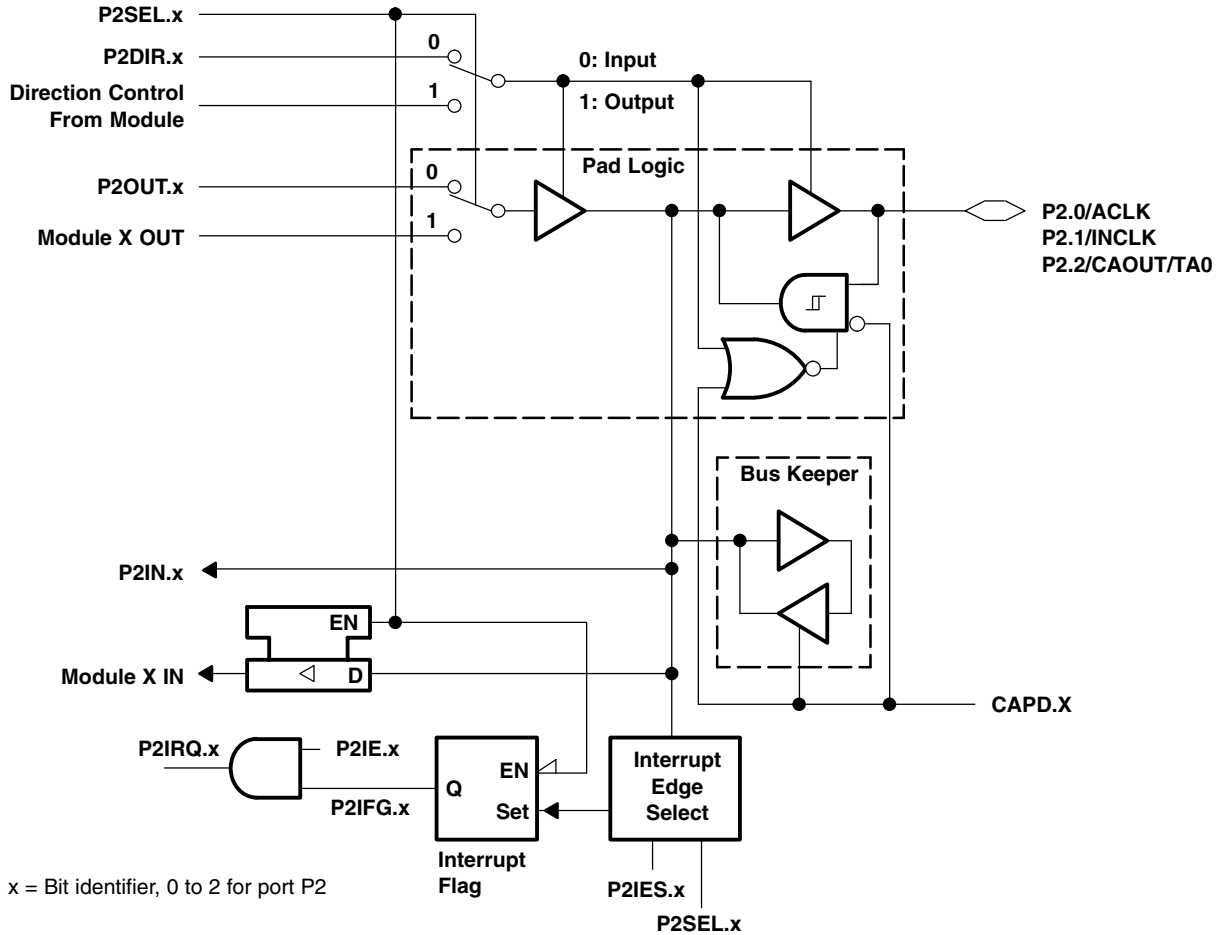 P2SEL.x
P2DIR.x
0
0: Input
1: Output
Direction Control
From Module
1
Pad Logic
P2OUT.x
0
Module X OUT
1
P2.0/ACLK
P2.1/INCLK
P2.2/CAOUT/TA0
Bus Keeper
P2IN.x
EN
Module X IN
D
CAPD.X
P2IRQ.x
P2IE.x
P2IFG.x
EN
Q
Set
Interrupt
Flag
Interrupt
Edge
Select
P2IES.x
P2SEL.x
x = Bit identifier, 0 to 2 for port P2